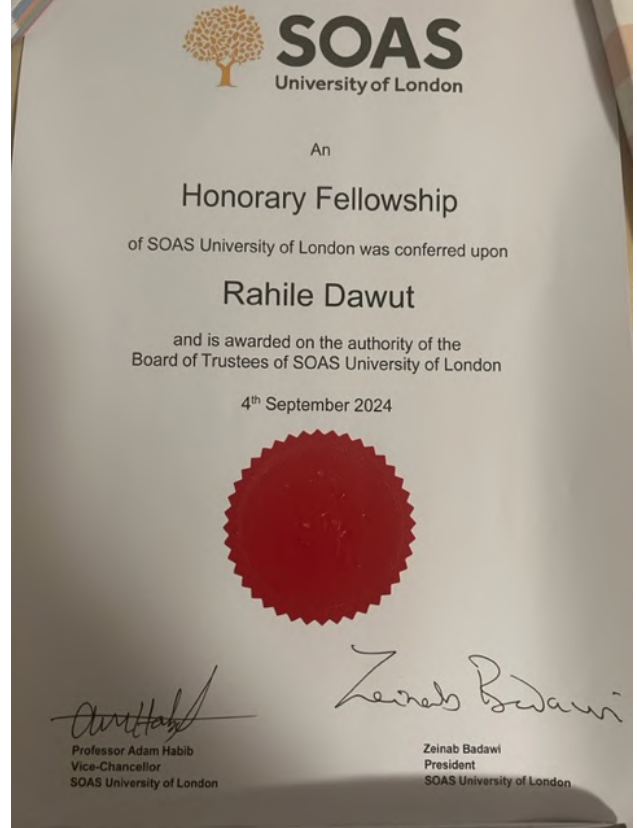 SOAS
University of London
An
Honorary Fellowship
of SOAS University of London was conferred upon
Rahile Dawut
and is awarded on the authority of the
Board of Trustees of SOAS University of London
4th September 2024
Zeinab Badawi
Professor Adam Habib
Vice-Chancellor
SOAS University of London
Zeinab Badawi
President
SOAS University of London